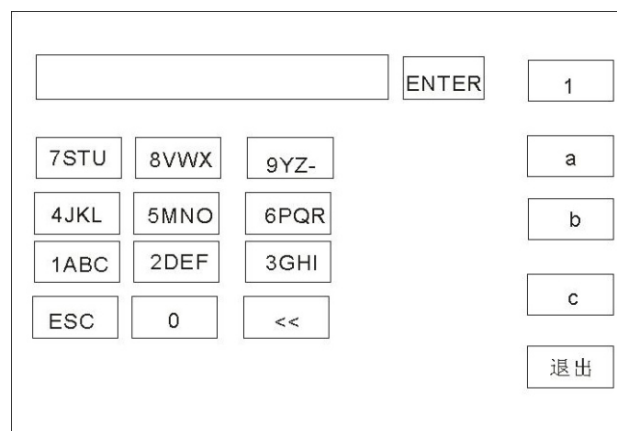 ENTER
1
7STU 8VWX 9YZ-
a
4JKL 5MNO 6PQR
b
1ABC 2DEF 3GHI
c
ESC 0 <<
退出